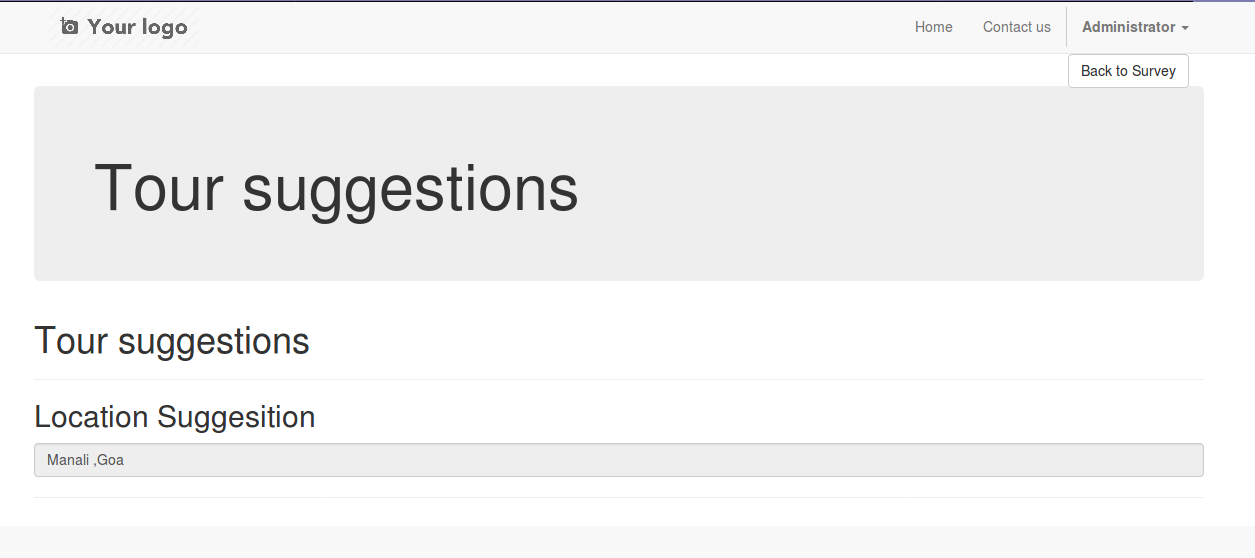 Your logo
Home
Contact us
Administrator
Back to Survey
Tour suggestions
Tour suggestions
Location Suggesition
Manali ,Goa